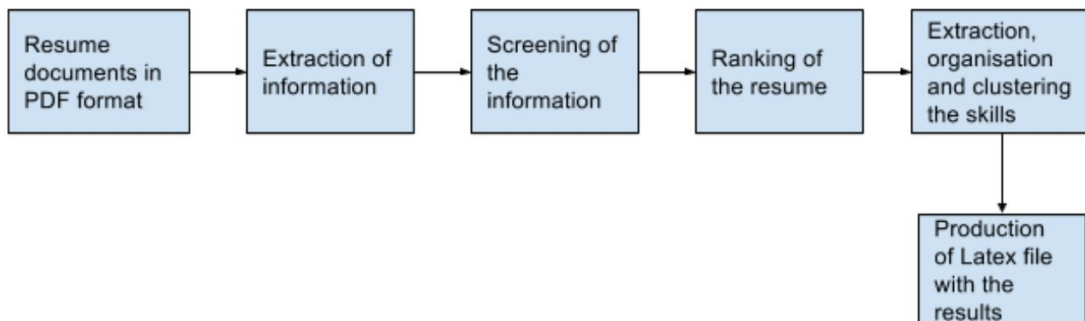 Resume
documents in
PDF format
Extraction of
information
Screening of
the
information
Ranking of
the resume
Extraction,
organisation
and clustering
the skills
Production
of Latex file
with the
results